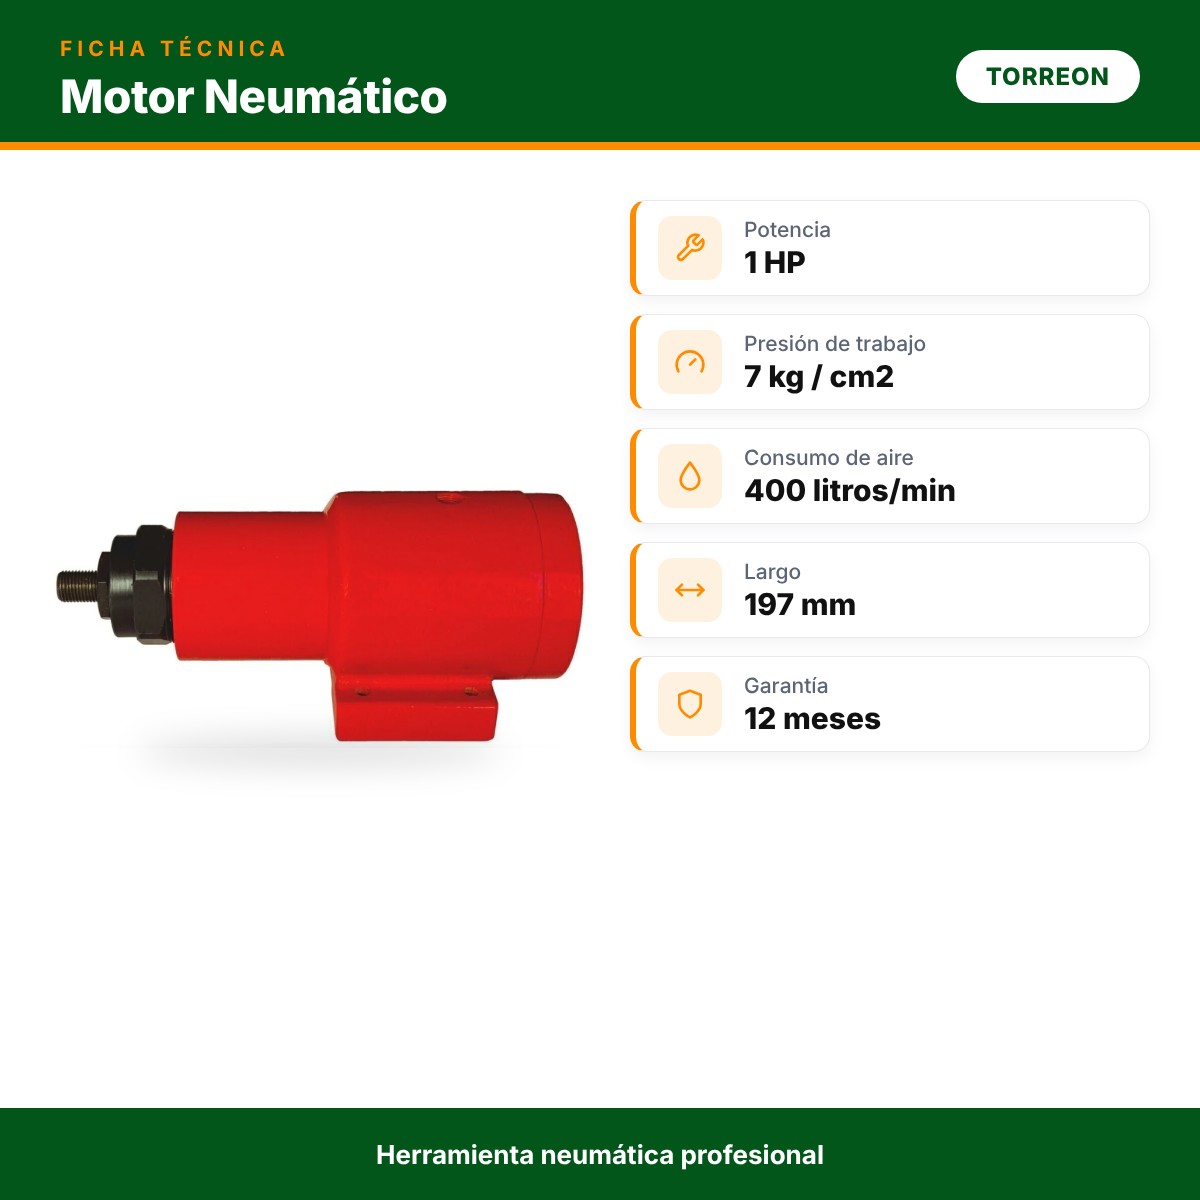 FICHA TÉCNICA
Motor Neumático
TORREON
Potencia
1 HP
Presión de trabajo
7 kg / cm2
Consumo de aire
400 litros/min
Largo
197 mm
Garantía
12 meses
Herramienta neumática profesional